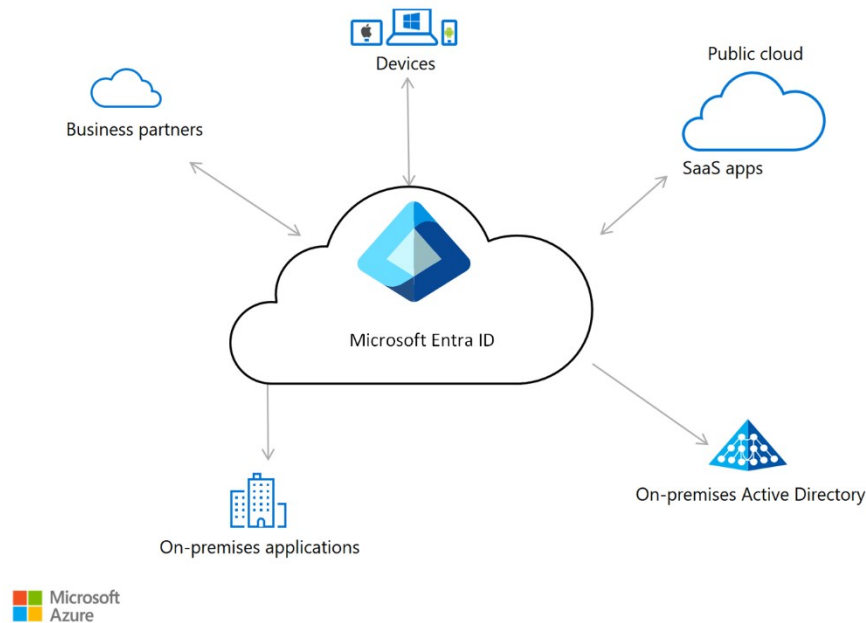 Devices
Public cloud
Business partners
SaaS apps
Microsoft Entra ID
On-premises Active Directory
On-premises applications
Microsoft
Azure